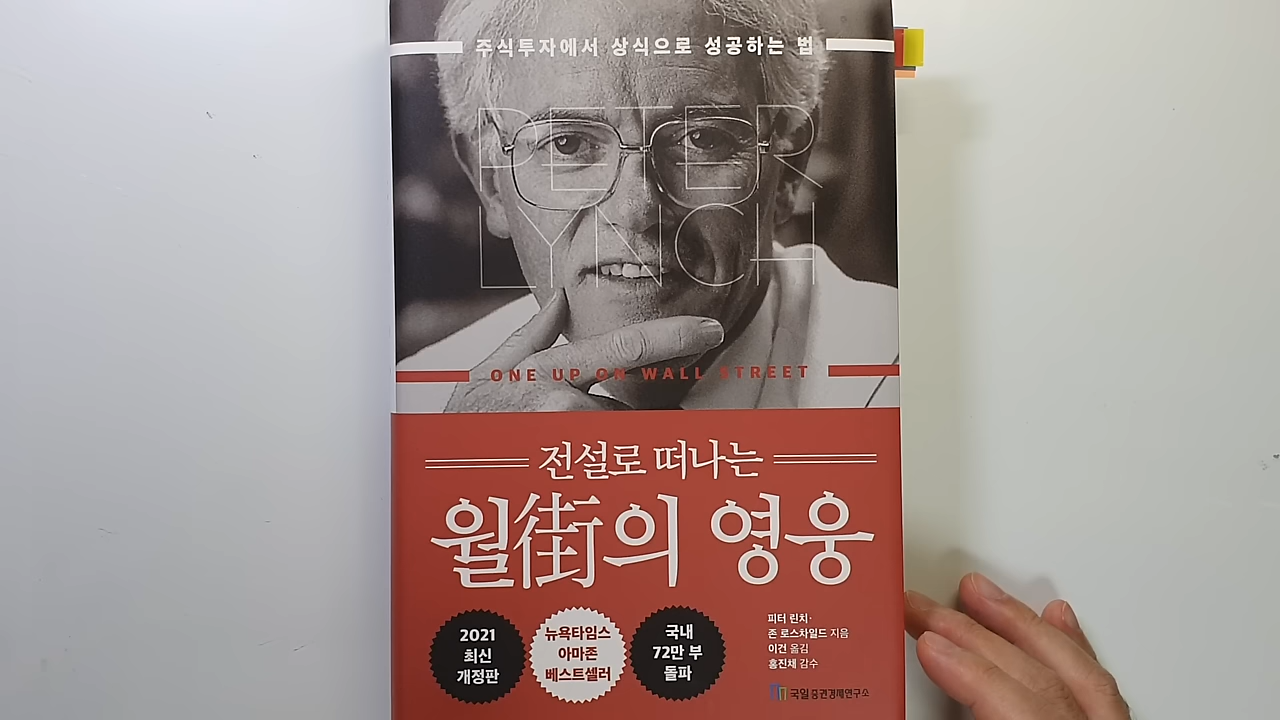 주식투자에서 상식으로 성공하는 법
PETER
LYNCH
ONE UP ON WALL STREET
전설로 떠나는
월街의 영웅
2021
최신
개정판
뉴욕타임스
아마존
베스트셀러
국내
72만 부
돌파
피터 린치·
존 로스차일드 지음
이건 옮김
홍진채 감수
국일 증권경제연구소